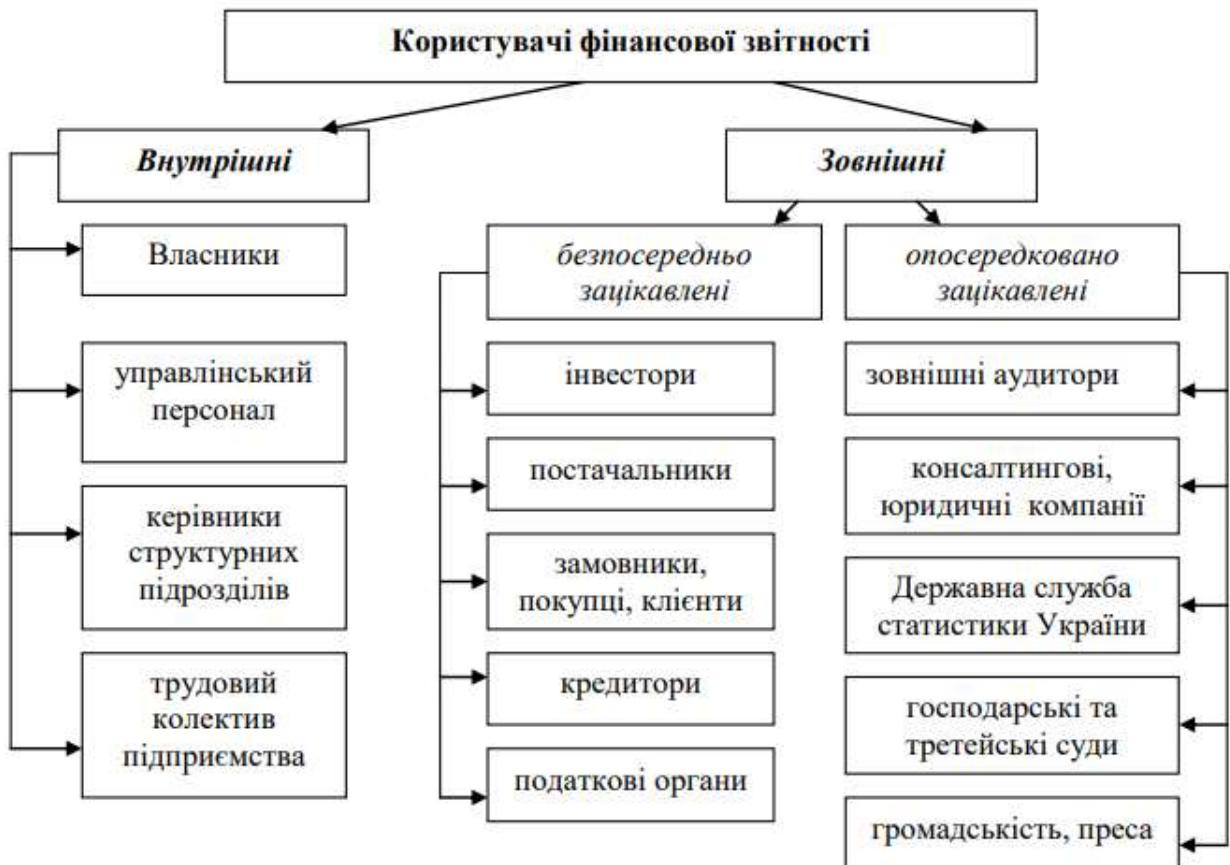 Користувачі фінансової звітності
Внутрішні
Зовнішні
Власники
управлінський
персонал
керівники
структурних
підрозділів
трудовий
колектив
підприємства
безпосередньо
зацікавлені
інвестори
постачальники
замовники,
покупці, клієнти
кредитори
податкові органи
опосередковано
зацікавлені
зовнішні аудитори
консалтингові,
юридичні компанії
Державна служба
статистики України
господарські та
третейські суди
громадськість, преса